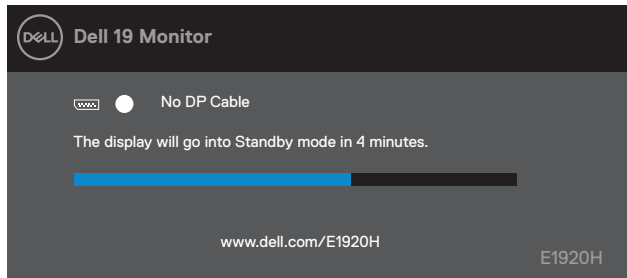 DELL Dell 19 Monitor
No DP Cable
The display will go into Standby mode in 4 minutes.
www.dell.com/E1920H
E1920H